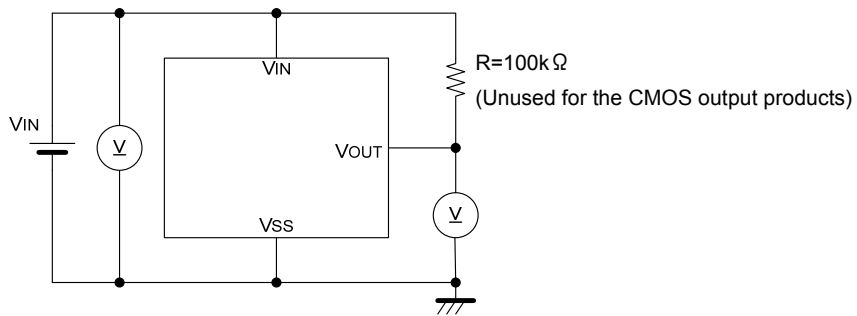 VIN
R=100kΩ
(Unused for the CMOS output products)
VIN
V
VOUT
V
VSS